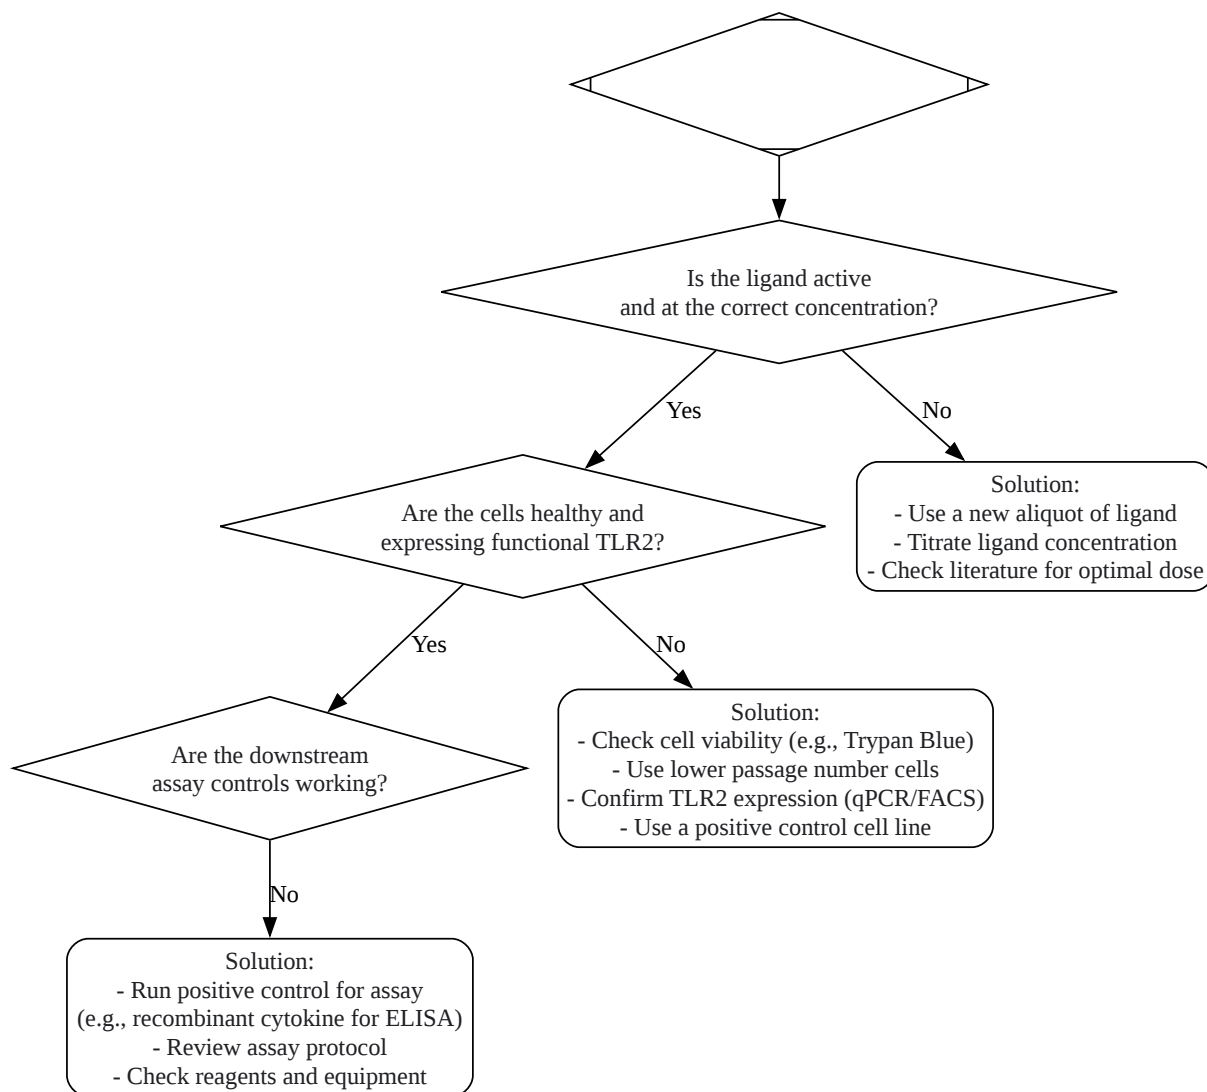 Is the ligand active
and at the correct concentration?
Yes
No
Solution:
- Use a new aliquot of ligand
- Titrate ligand concentration
- Check literature for optimal dose
Are the cells healthy and
expressing functional TLR2?
Yes
No
Solution:
- Check cell viability (e.g., Trypan Blue)
- Use lower passage number cells
- Confirm TLR2 expression (qPCR/FACS)
- Use a positive control cell line
Are the downstream
assay controls working?
No
Solution:
- Run positive control for assay
(e.g., recombinant cytokine for ELISA)
- Review assay protocol
- Check reagents and equipment